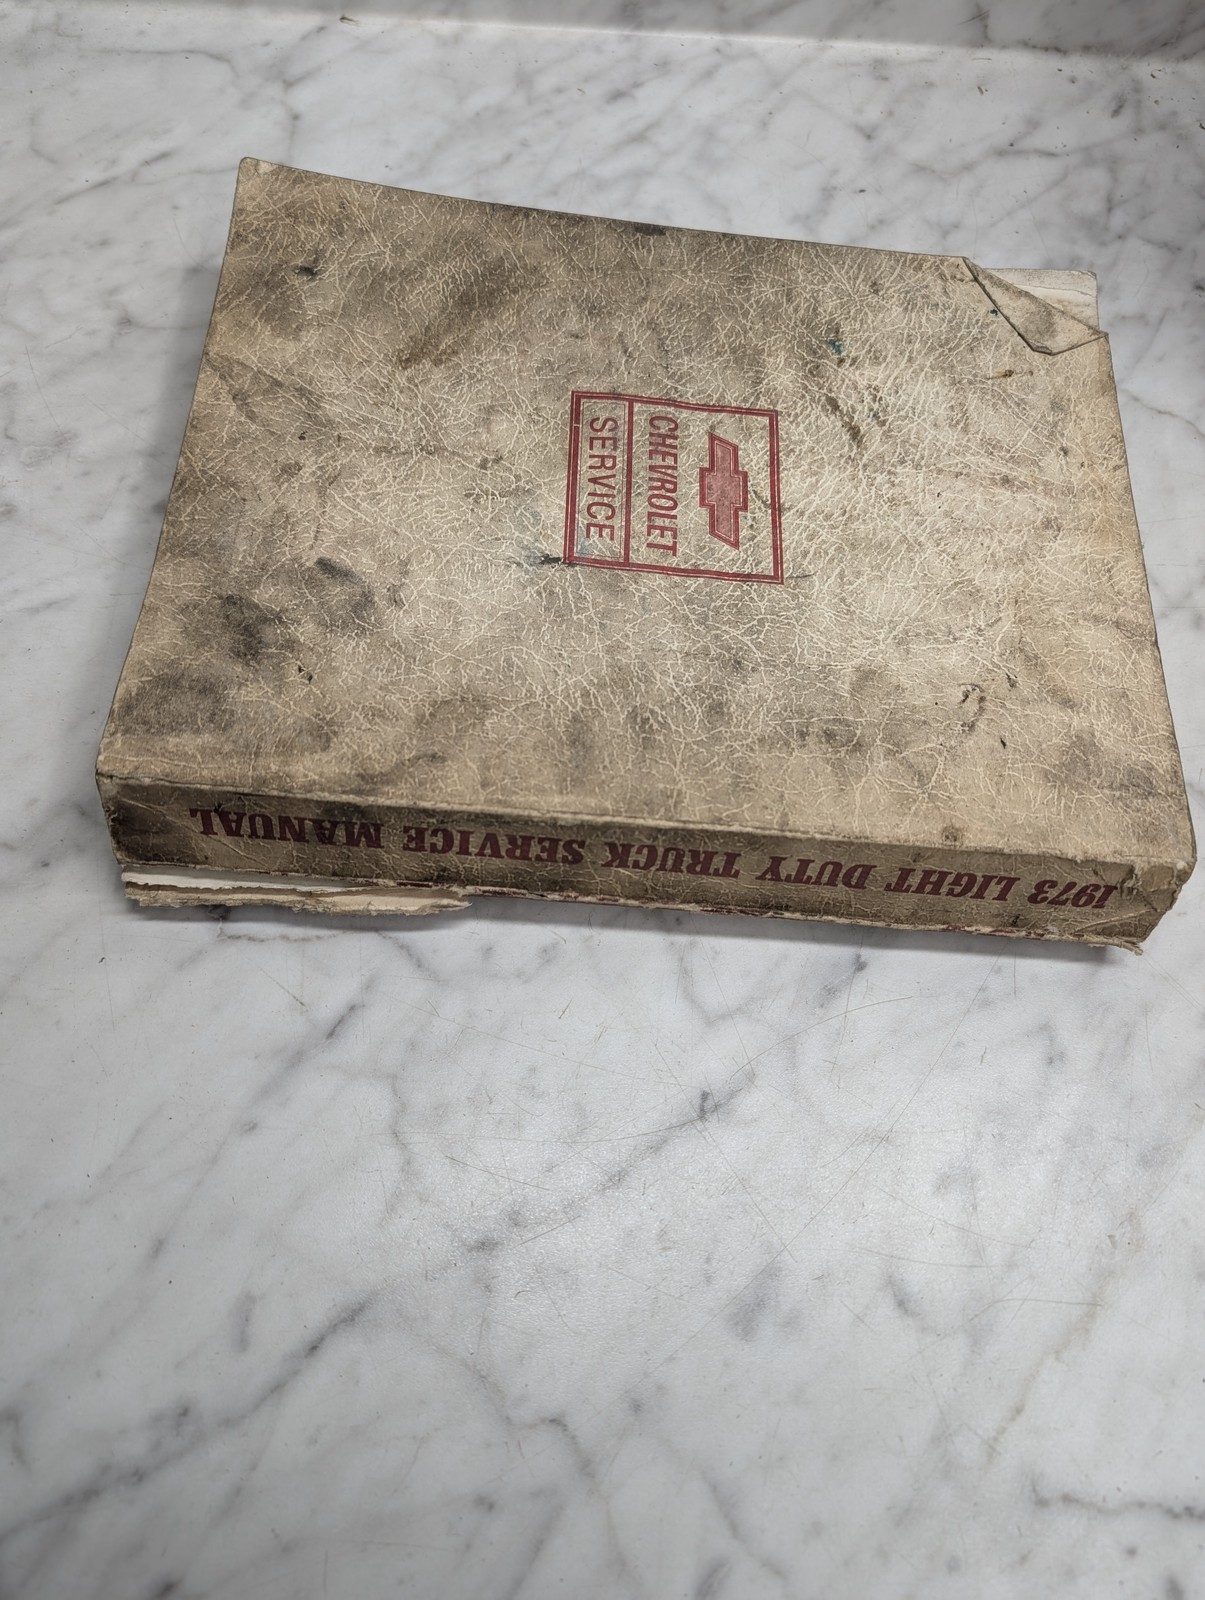 CHEVROLET
SERVICE
1973 LIGHT DUTY TRUCK SERVICE MANUAL